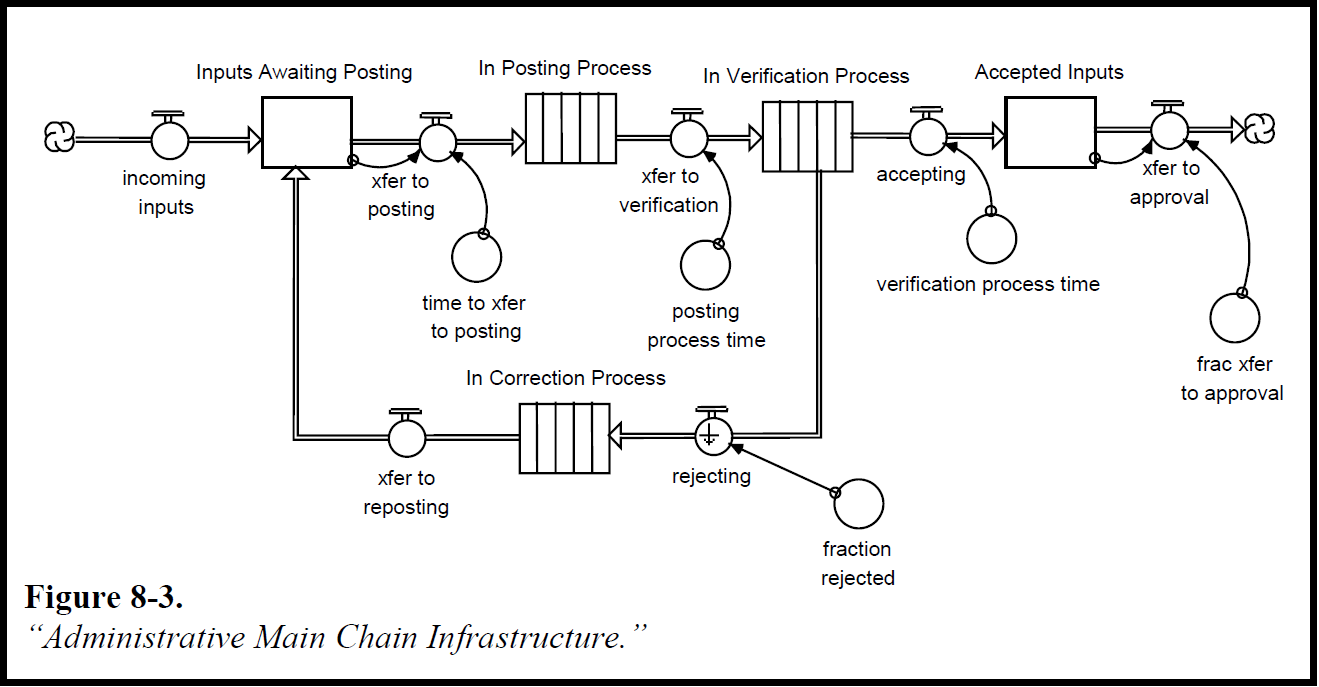 Inputs Awaiting Posting
In Posting Process
In Verification Process
Accepted Inputs
incoming
inputs
xfer to
posting
xfer to
verification
accepting
xfer to
approval
time to xfer
to posting
posting
process time
verification process time
frac xfer
to approval
In Correction Process
xfer to
reposting
rejecting
fraction
rejected
Figure 8-3.
“Administrative Main Chain Infrastructure.”